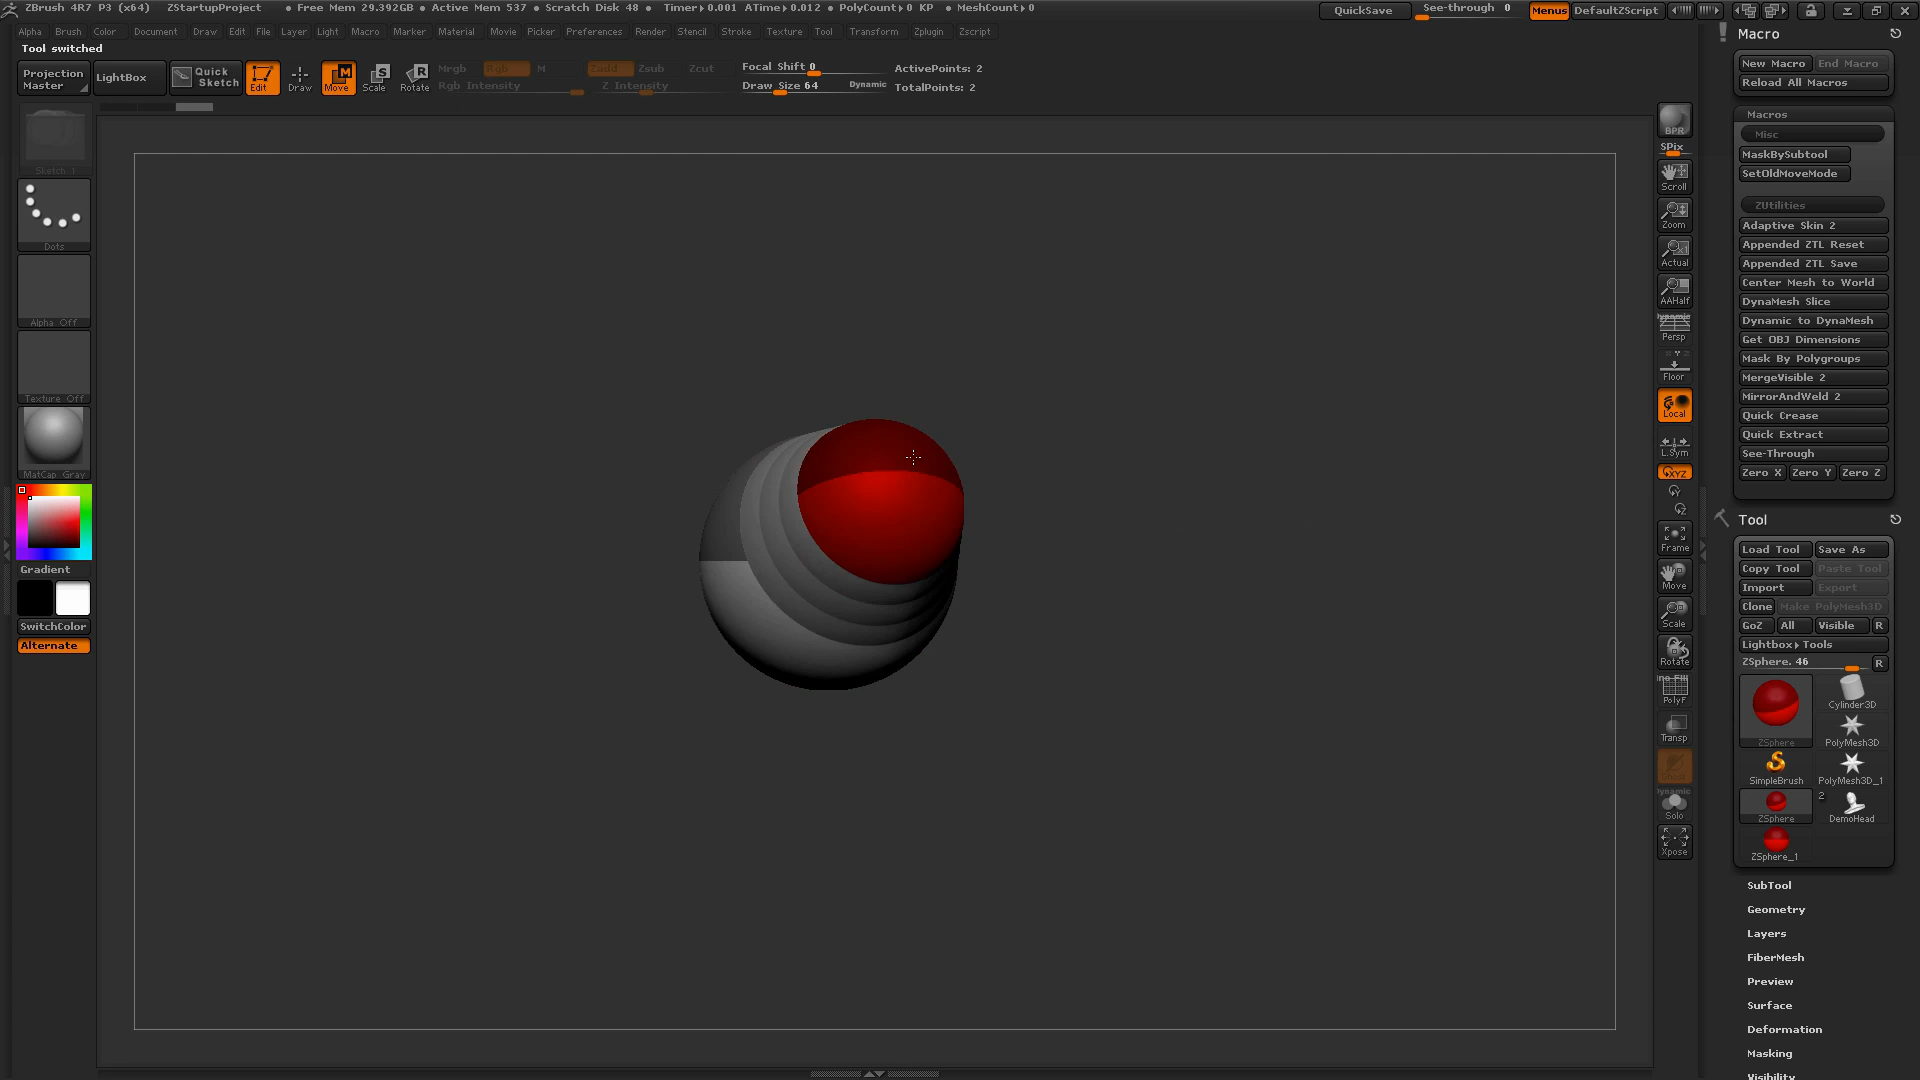 ZBrush 4R7 P3 (x64) ZStartupProject ● Free Mem 29.392GB ● Active Mem 537 ● Scratch Disk 48 ● Timer▸0.001 ATime▸0.012 ● PolyCount▸0 KP ● MeshCount▸0 QuickSave See-through 0 Menus DefaultZScript
Alpha Brush Color Document Draw Edit File Layer Light Macro Marker Material Movie Picker Preferences Render Stencil Stroke Texture Tool Transform Zplugin Zscript
Tool switched
Projection Master LightBox Quick Sketch Edit Draw Move Scale Rotate
Mrgb Rgb M Zadd Zsub Zcut
Rgb Intensity Z Intensity
Focal Shift 0 ActivePoints: 2
Draw Size 64 Dynamic TotalPoints: 2
Sketch 1
Dots
Alpha Off
Texture Off
MatCap Gray
Gradient
SwitchColor
Alternate
BPR
SPix
Scroll
Zoom
Actual
AAHalf
Persp
Floor
Local
L.Sym
XYZ
Frame
Move
Scale
Rotate
PolyF
Transp
Solo
Xpose
Macro
New Macro End Macro
Reload All Macros
Macros
Misc
MaskBySubtool
SetOldMoveMode
ZUtilities
Adaptive Skin 2
Appended ZTL Reset
Appended ZTL Save
Center Mesh to World
DynaMesh Slice
Dynamic to DynaMesh
Get OBJ Dimensions
Mask By Polygroups
MergeVisible 2
MirrorAndWeld 2
Quick Crease
Quick Extract
See-Through
Zero X Zero Y Zero Z
Tool
Load Tool Save As
Copy Tool Paste Tool
Import Export
Clone Make PolyMesh3D
GoZ All Visible R
Lightbox▸Tools
ZSphere. 46 R
ZSphere Cylinder3D
PolyMesh3D
SimpleBrush PolyMesh3D_1
2
ZSphere DemoHead
ZSphere_1
SubTool
Geometry
Layers
FiberMesh
Preview
Surface
Deformation
Masking
Visibility